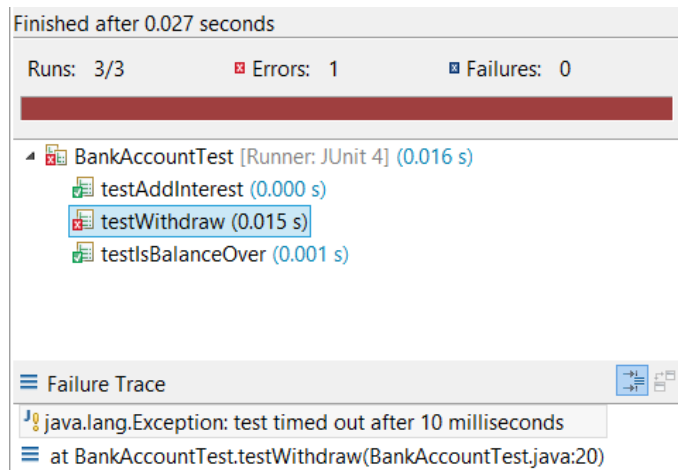 Finished after 0.027 seconds
Runs: 3/3 Errors: 1 Failures: 0
BankAccountTest [Runner: JUnit 4] (0.016 s)
testAddInterest (0.000 s)
testWithdraw (0.015 s)
testIsBalanceOver (0.001 s)
Failure Trace
java.lang.Exception: test timed out after 10 milliseconds
at BankAccountTest.testWithdraw(BankAccountTest.java:20)